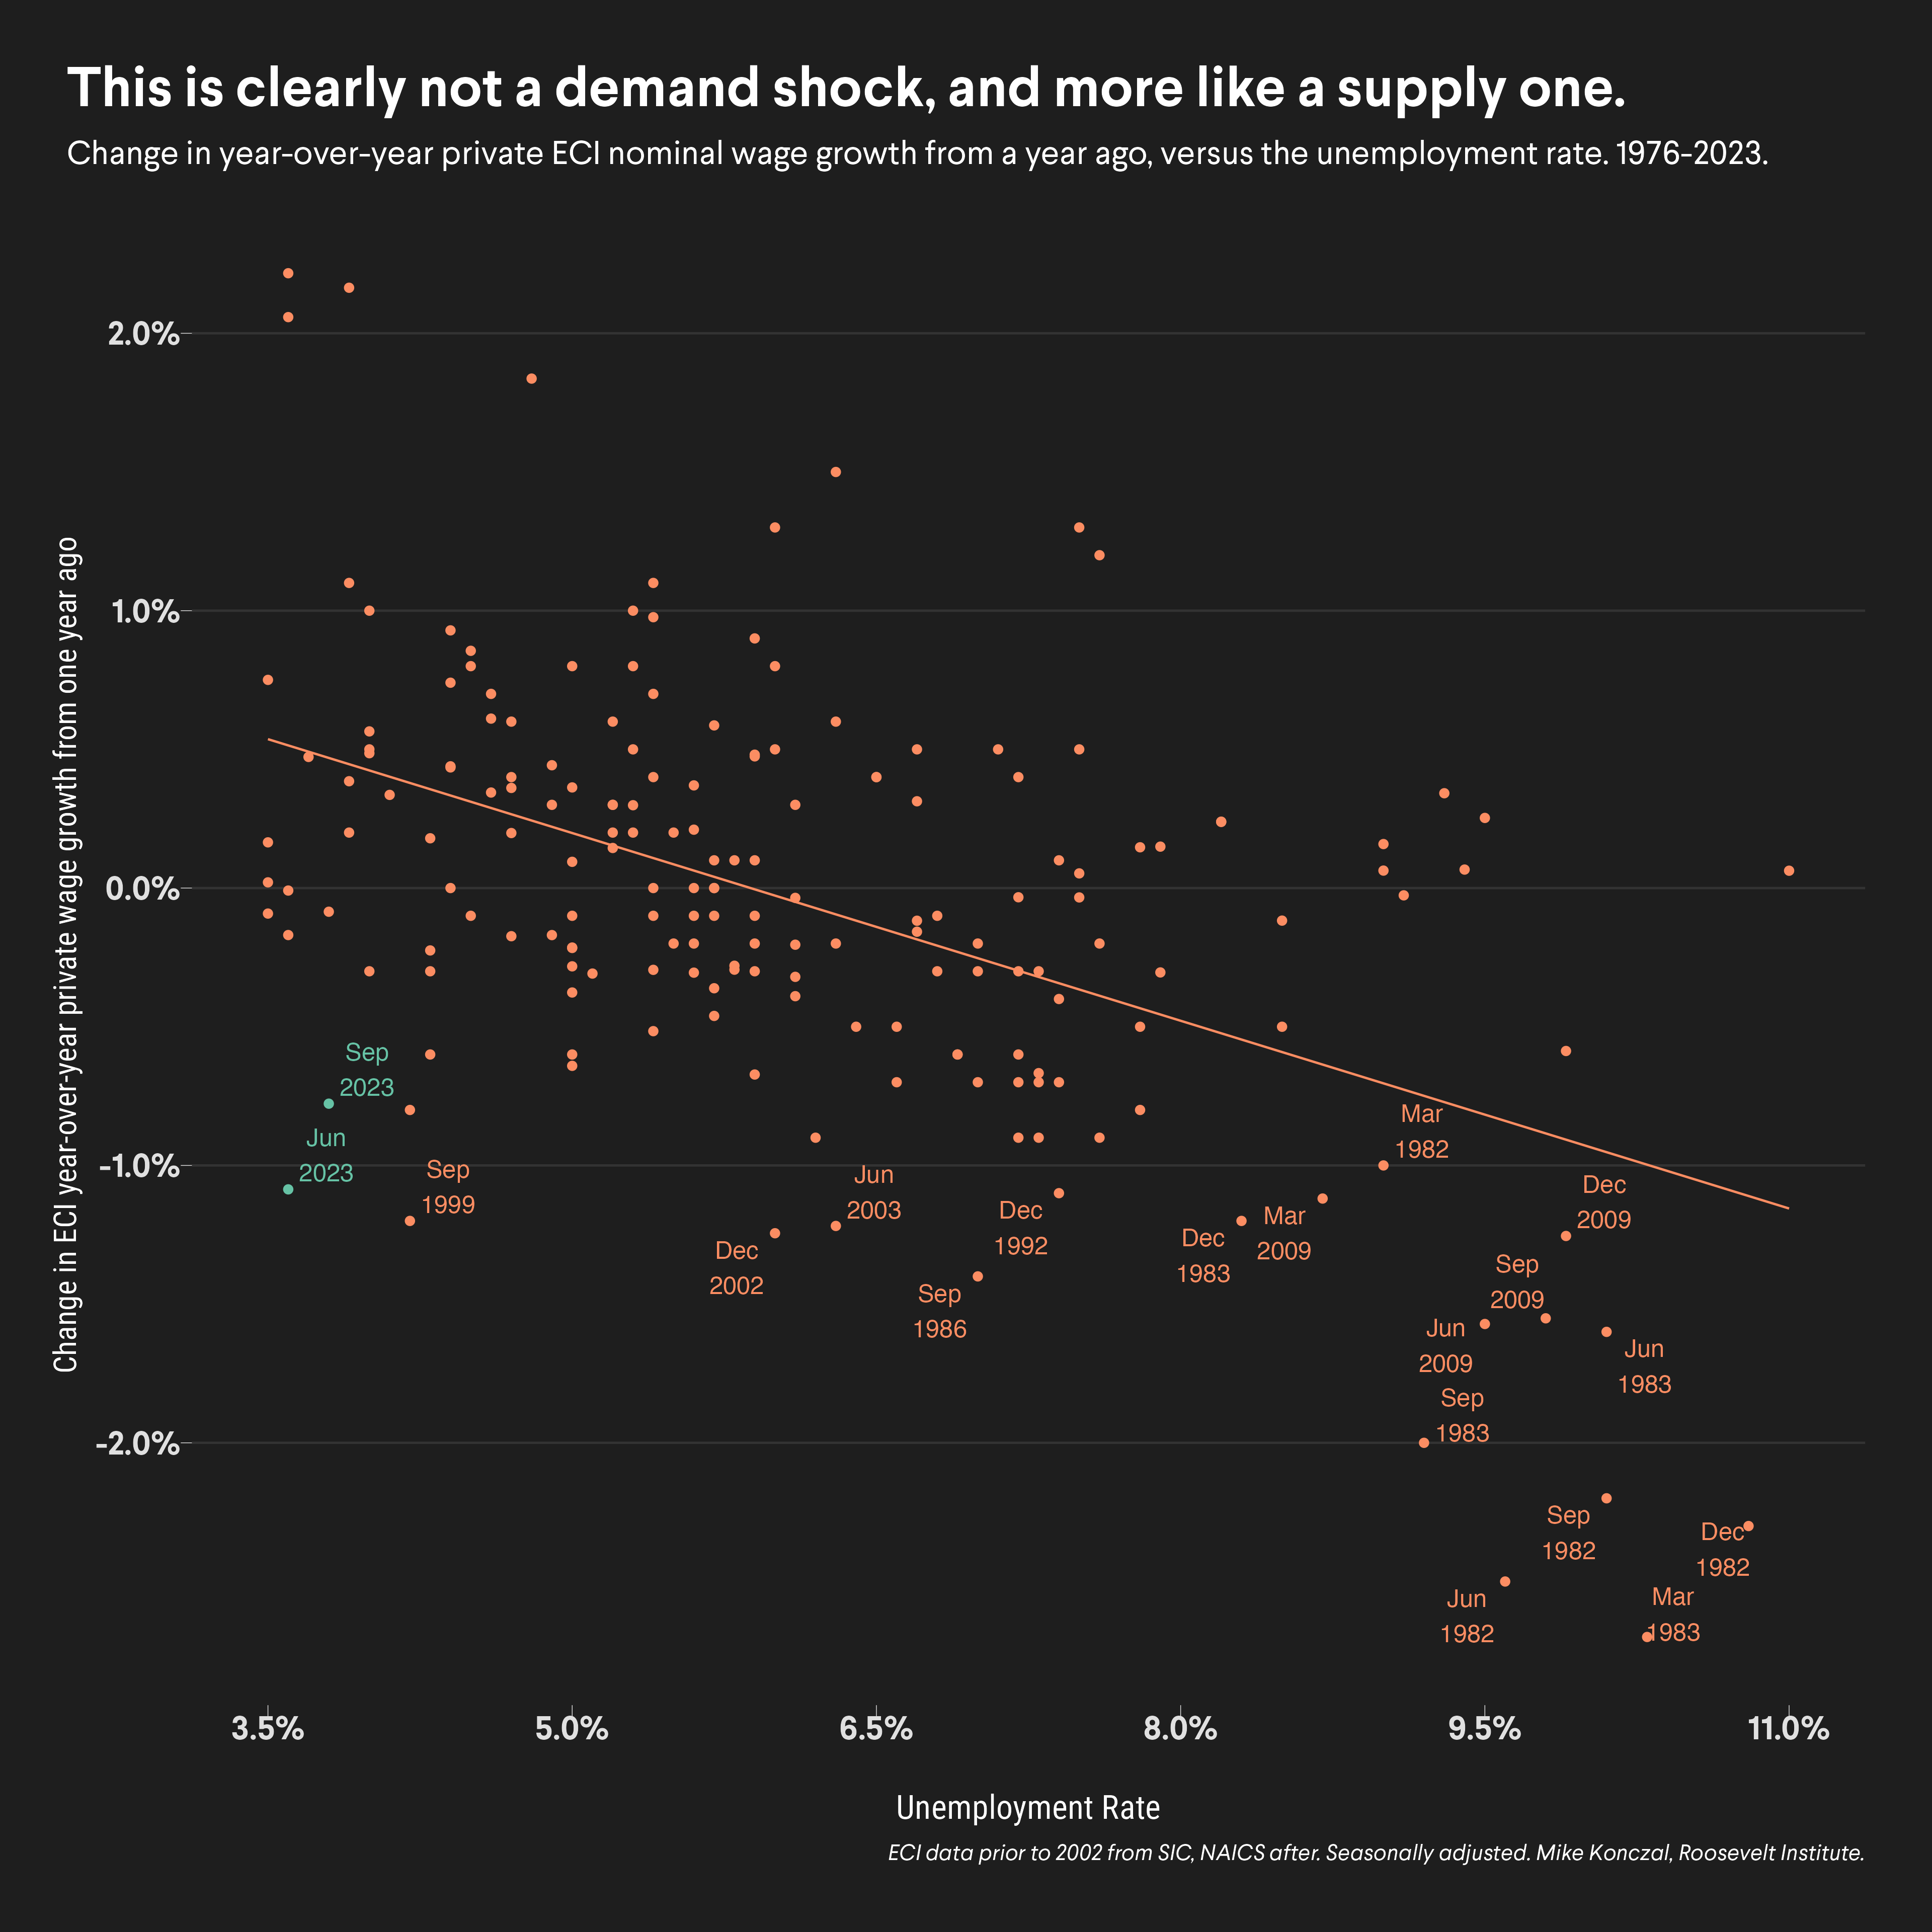 This is clearly not a demand shock, and more like a supply one.
Change in year-over-year private ECI nominal wage growth from a year ago, versus the unemployment rate. 1976-2023.
Change in ECI year-over-year private wage growth from one year ago
2.0%
1.0%
0.0%
-1.0%
-2.0%
Sep
2023
Jun
2023
Sep
1999
Dec
2002
Jun
2003
Sep
1986
Dec
1992
Dec
1983
Mar
2009
Mar
1982
Dec
2009
Sep
2009
Jun
2009
Jun
1983
Sep
1983
Sep
1982
Dec
1982
Jun
1982
Mar
1983
3.5%
5.0%
6.5%
8.0%
9.5%
11.0%
Unemployment Rate
ECI data prior to 2002 from SIC, NAICS after. Seasonally adjusted. Mike Konczal, Roosevelt Institute.